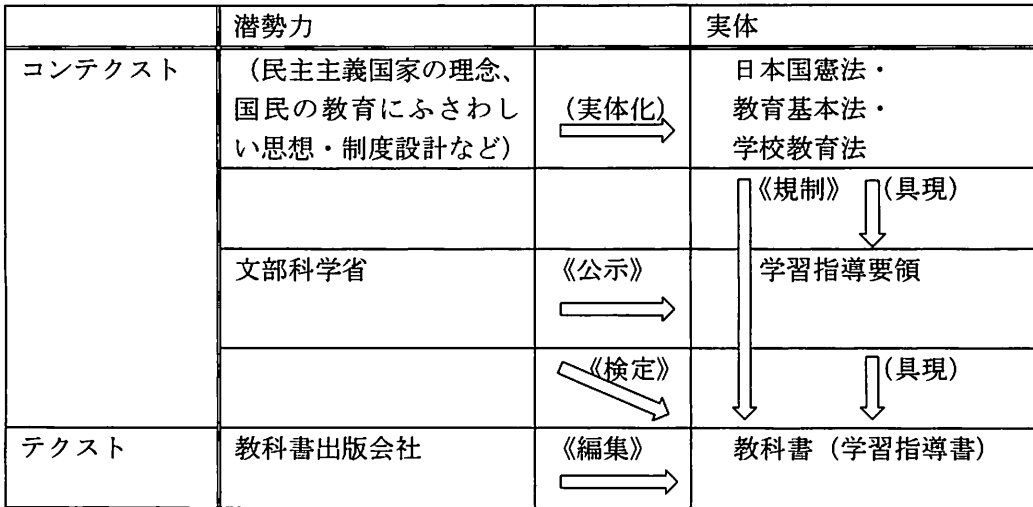 潜勢力 実体
コンテクスト （民主主義国家の理念、 日本国憲法・
国民の教育にふさわし （実体化） 教育基本法・
い思想・制度設計など） 学校教育法
《規制》 （具現）
文部科学省 《公示》 学習指導要領
《検定》 （具現）
テクスト 教科書出版会社 《編集》 教科書（学習指導書）